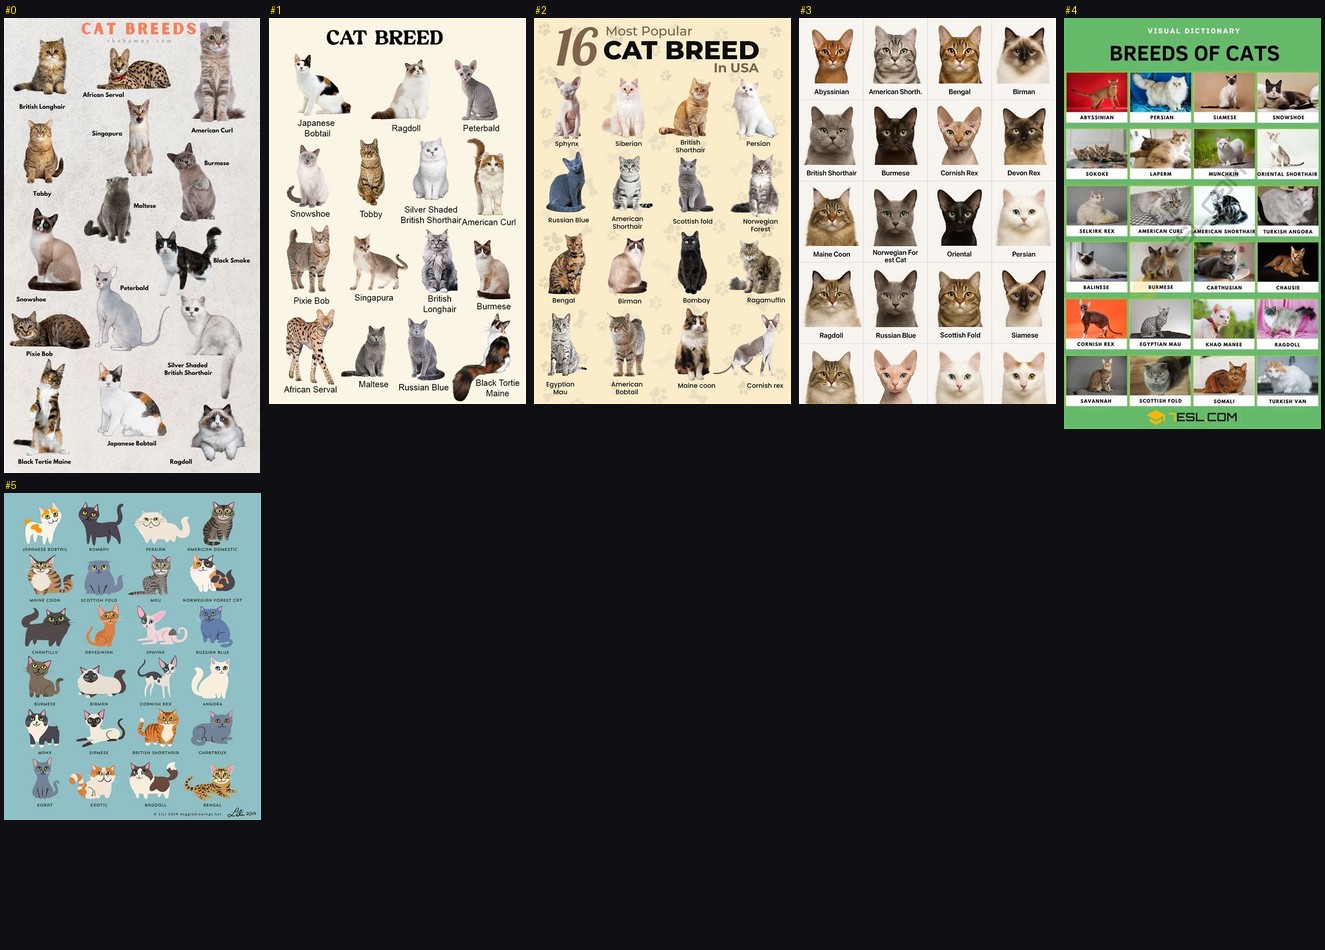 #0
CAT BREEDS
British Longhair
African Serval
American Curl
Singapura
Burmese
Tabby
Maltese
Snowshoe
Black Smoke
Peterbald
Pixie Bob
Silver Shaded
British Shorthair
Black Tortie Maine
Japanese Bobtail
Ragdoll
#1
CAT BREED
Japanese
Bobtail
Ragdoll
Peterbald
Snowshoe
Tobby
Silver Shaded
British Shorthair
American Curl
Pixie Bob
Singapura
British
Longhair
Burmese
African Serval
Maltese
Russian Blue
Black Tortie
Maine
#2
16 Most Popular
CAT BREED
In USA
Sphynx
Siberian
British
Shorthair
Persian
Russian Blue
American
Shorthair
Scottish fold
Norwegian
Forest
Bengal
Birman
Bombay
Ragamuffin
Egyptian
Mau
American
Bobtail
Maine coon
Cornish rex
#3
Abyssinian
American Shorth.
Bengal
Birman
British Shorthair
Burmese
Cornish Rex
Devon Rex
Maine Coon
Norwegian For
est Cat
Oriental
Persian
Ragdoll
Russian Blue
Scottish Fold
Siamese
#4
VISUAL DICTIONARY
BREEDS OF CATS
ABYSSINIAN
PERSIAN
SIAMESE
SNOWSHOE
SOKOKE
LAPERM
MUNCHKIN
ORIENTAL SHORTHAIR
SELKIRK REX
AMERICAN CURL
AMERICAN SHORTHAIR
TURKISH ANGORA
BALINESE
BURMESE
CARTHUSIAN
CHAUSIE
CORNISH REX
EGYPTIAN MAU
KHAO MANEE
RAGDOLL
SAVANNAH
SCOTTISH FOLD
SOMALI
TURKISH VAN
7ESL.COM
#5
JAPANESE BOBTAIL
BOMBAY
PERSIAN
AMERICAN DOMESTIC
MAINE COON
SCOTTISH FOLD
MAU
NORWEGIAN FOREST CAT
CHANTILLY
ABYSSINIAN
SPHYNX
RUSSIAN BLUE
BURMESE
BIRMAN
CORNISH REX
ANGORA
MANX
SIAMESE
BRITISH SHORTHAIR
CHARTREUX
KORAT
EXOTIC
RAGDOLL
BENGAL
© LILI CHIN doggiedrawings.net